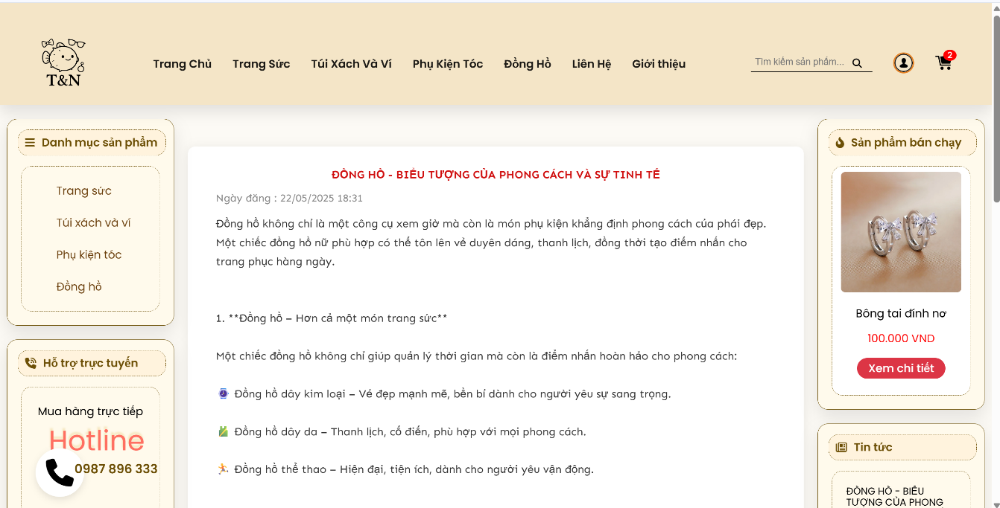 T&N
Trang Chủ
Trang Sức
Túi Xách Và Ví
Phụ Kiện Tóc
Đồng Hồ
Liên Hệ
Giới thiệu
Tìm kiếm sản phẩm...
2
Danh mục sản phẩm
Trang sức
Túi xách và ví
Phụ kiện tóc
Đồng hồ
Hỗ trợ trực tuyến
Mua hàng trực tiếp
Hotline
0987 896 333
ĐỒNG HỒ - BIỂU TƯỢNG CỦA PHONG CÁCH VÀ SỰ TINH TẾ
Ngày đăng : 22/05/2025 18:31
Đồng hồ không chỉ là một công cụ xem giờ mà còn là món phụ kiện khẳng định phong cách của phái đẹp.
Một chiếc đồng hồ nữ phù hợp có thể tôn lên vẻ duyên dáng, thanh lịch, đồng thời tạo điểm nhấn cho
trang phục hàng ngày.
1. **Đồng hồ – Hơn cả một món trang sức**
Một chiếc đồng hồ không chỉ giúp quản lý thời gian mà còn là điểm nhấn hoàn hảo cho phong cách:
Đồng hồ dây kim loại – Vẻ đẹp mạnh mẽ, bền bỉ dành cho người yêu sự sang trọng.
Đồng hồ dây da – Thanh lịch, cổ điển, phù hợp với mọi phong cách.
Đồng hồ thể thao – Hiện đại, tiện ích, dành cho người yêu vận động.
Sản phẩm bán chạy
Bông tai đính nơ
100.000 VND
Xem chi tiết
Tin tức
ĐỒNG HỒ - BIỂU
TƯỢNG CỦA PHONG